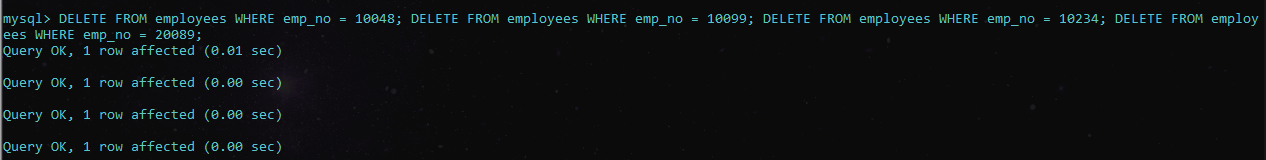 mysql> DELETE FROM employees WHERE emp_no = 10048; DELETE FROM employees WHERE emp_no = 10099; DELETE FROM employees WHERE emp_no = 10234; DELETE FROM employ
ees WHERE emp_no = 20089;
Query OK, 1 row affected (0.01 sec)
Query OK, 1 row affected (0.00 sec)
Query OK, 1 row affected (0.00 sec)
Query OK, 1 row affected (0.00 sec)